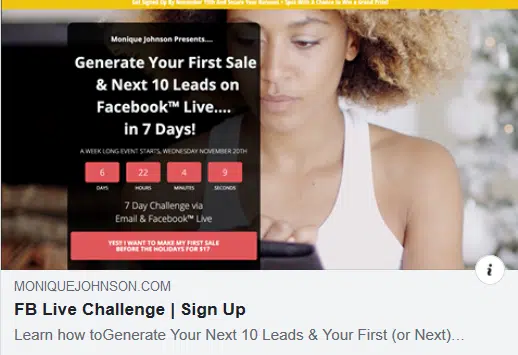 Get Signed Up By November 19th And Secure Your Bonuses + Spin With A Chance to Win a Grand Prize!
Monique Johnson Presents....
Generate Your First Sale
& Next 10 Leads on
Facebook™ Live....
in 7 Days!
A WEEK LONG EVENT STARTS, WEDNESDAY NOVEMBER 20TH
6 22 4 9
DAYS HOURS MINUTES SECONDS
7 Day Challenge via
Email & Facebook™ Live
YES!! I WANT TO MAKE MY FIRST SALE
BEFORE THE HOLIDAYS FOR $17
i
MONIQUEJOHNSON.COM
FB Live Challenge | Sign Up
Learn how toGenerate Your Next 10 Leads & Your First (or Next)...